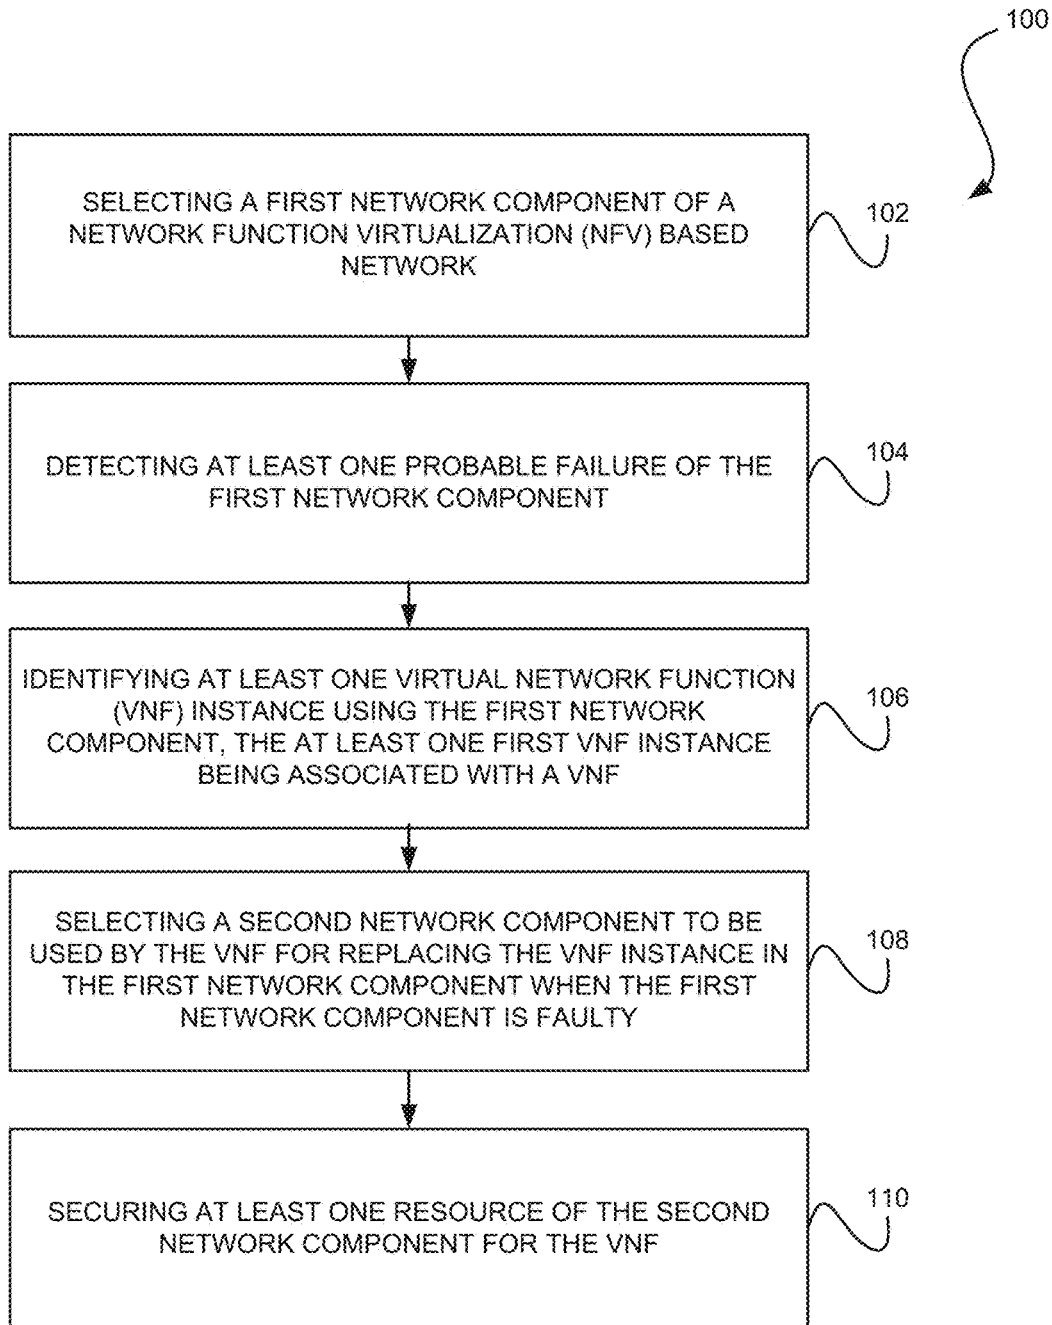 100
SELECTING A FIRST NETWORK COMPONENT OF A
NETWORK FUNCTION VIRTUALIZATION (NFV) BASED
NETWORK
102
DETECTING AT LEAST ONE PROBABLE FAILURE OF THE
FIRST NETWORK COMPONENT
104
IDENTIFYING AT LEAST ONE VIRTUAL NETWORK FUNCTION
(VNF) INSTANCE USING THE FIRST NETWORK
COMPONENT, THE AT LEAST ONE FIRST VNF INSTANCE
BEING ASSOCIATED WITH A VNF
106
SELECTING A SECOND NETWORK COMPONENT TO BE
USED BY THE VNF FOR REPLACING THE VNF INSTANCE IN
THE FIRST NETWORK COMPONENT WHEN THE FIRST
NETWORK COMPONENT IS FAULTY
108
SECURING AT LEAST ONE RESOURCE OF THE SECOND
NETWORK COMPONENT FOR THE VNF
110